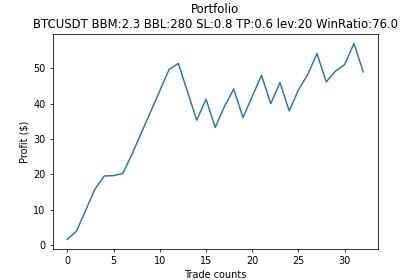 Portfolio
BTCUSDT BBM:2.3 BBL:280 SL:0.8 TP:0.6 lev:20 WinRatio:76.0
50
40
30
20
10
0
Profit ($)
0 5 10 15 20 25 30
Trade counts